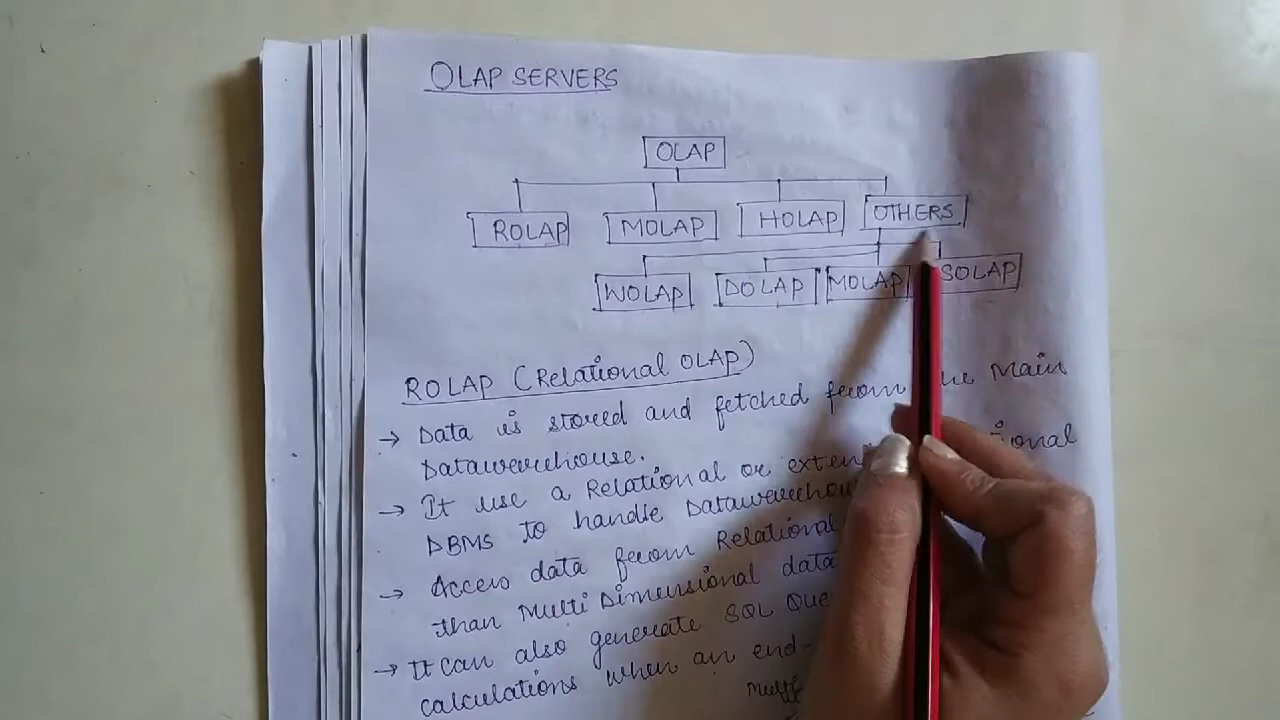 OLAP SERVERS
OLAP
ROLAP MOLAP HOLAP OTHERS
WOLAP DOLAP MOLAP SOLAP
ROLAP (Relational OLAP)
→ Data is stored and fetched from Main
Datawarehouse.
→ It use a Relational or
DBMS to handle
→ Access data from Relational
than Multi Dimensional data
→ It can also generate SQL
calculations when an end-